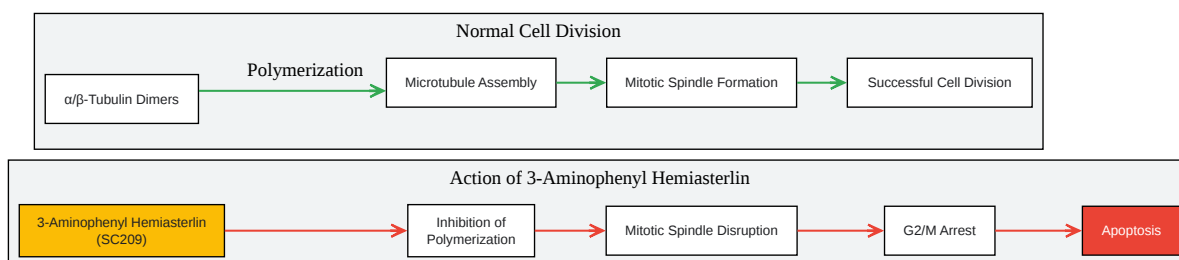 Normal Cell Division
Polymerization
α/β-Tubulin Dimers
Microtubule Assembly
Mitotic Spindle Formation
Successful Cell Division
Action of 3-Aminophenyl Hemiasterlin
3-Aminophenyl Hemiasterlin
(SC209)
Inhibition of
Polymerization
Mitotic Spindle Disruption
G2/M Arrest
Apoptosis